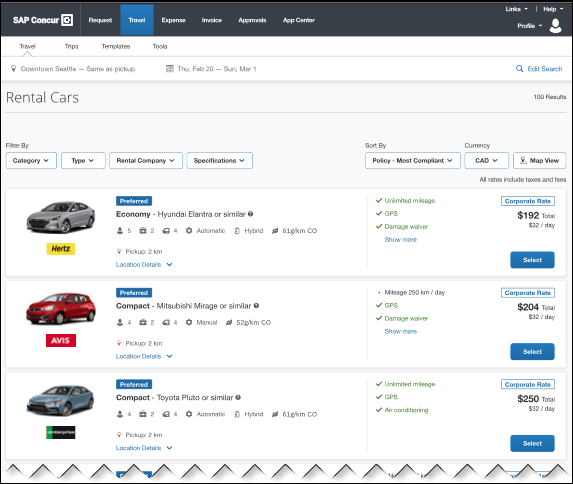 Links | Help
SAP Concur Request Travel Expense Invoice Approvals App Center Profile
Travel Trips Templates Tools
Downtown Seattle — Same as pickup Thu, Feb 20 — Sun, Mar 1 Edit Search
Rental Cars 100 Results
Filter By Sort By Currency
Category Type Rental Company Specifications Policy - Most Compliant CAD Map View
All rates include taxes and fees
Preferred
Economy - Hyundai Elantra or similar
5 2 4 Automatic Hybrid 61g/km CO
Hertz
Pickup: 2 km
Location Details
Unlimited mileage
GPS
Damage waiver
Show more
Corporate Rate
$192 Total
$32 / day
Select
Preferred
Compact - Mitsubishi Mirage or similar
4 2 4 Manual 52g/km CO
AVIS
Pickup: 2 km
Location Details
Mileage 250 km / day
GPS
Damage waiver
Show more
Corporate Rate
$204 Total
$32 / day
Select
Preferred
Compact - Toyota Pluto or similar
4 2 4 Automatic Hybrid 61g/km CO
Pickup: 2 km
Location Details
Unlimited mileage
GPS
Air conditioning
Corporate Rate
$250 Total
$32 / day
Select